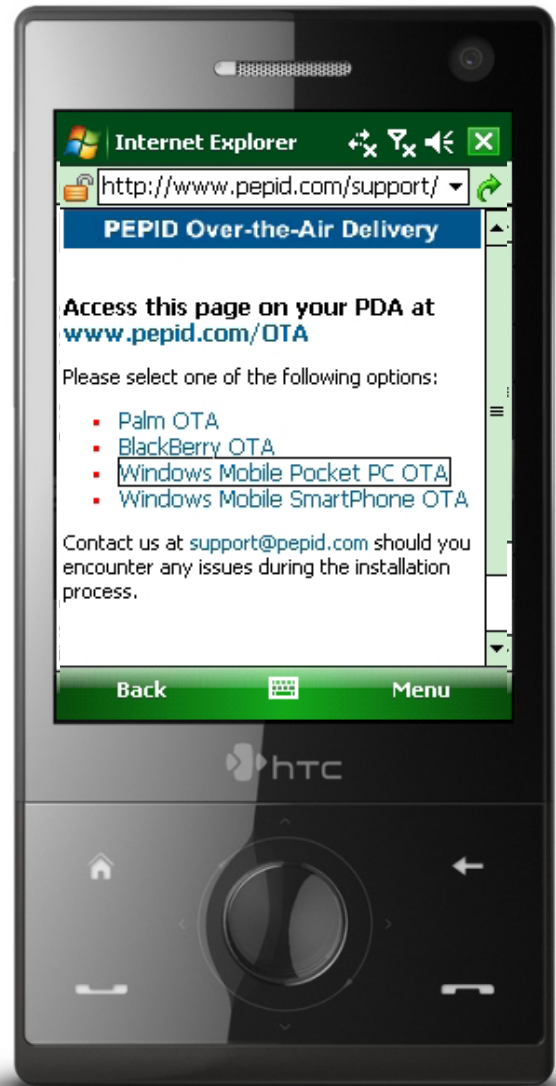 Internet Explorer
http://www.pepid.com/support/
PEPID Over-the-Air Delivery
Access this page on your PDA at
www.pepid.com/OTA
Please select one of the following options:
Palm OTA
BlackBerry OTA
Windows Mobile Pocket PC OTA
Windows Mobile SmartPhone OTA
Contact us at support@pepid.com should you
encounter any issues during the installation
process.
Back Menu
hTC